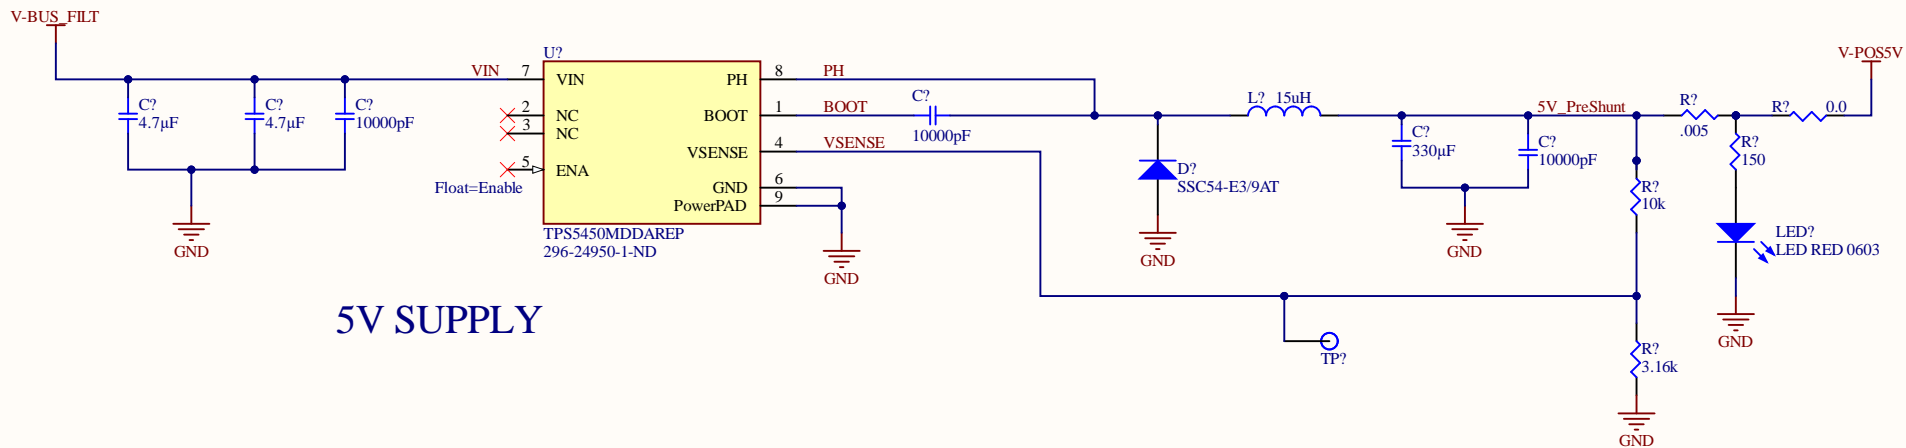 V-BUS_FILT
VIN
7
VIN
C?
4.7µF
C?
4.7µF
C?
10000pF
GND
U?
2
NC
3
NC
5
ENA
Float=Enable
PH
8
PH
BOOT
1
BOOT
VSENSE
4
VSENSE
GND
6
PowerPAD
9
TPS5450MDDAREP
296-24950-1-ND
GND
C?
10000pF
D?
SSC54-E3/9AT
GND
L?
15uH
C?
330µF
C?
10000pF
GND
5V_PreShunt
R?
.005
R?
0.0
V-POS5V
R?
150
R?
10k
LED?
LED RED 0603
GND
TP?
R?
3.16k
GND
5V SUPPLY